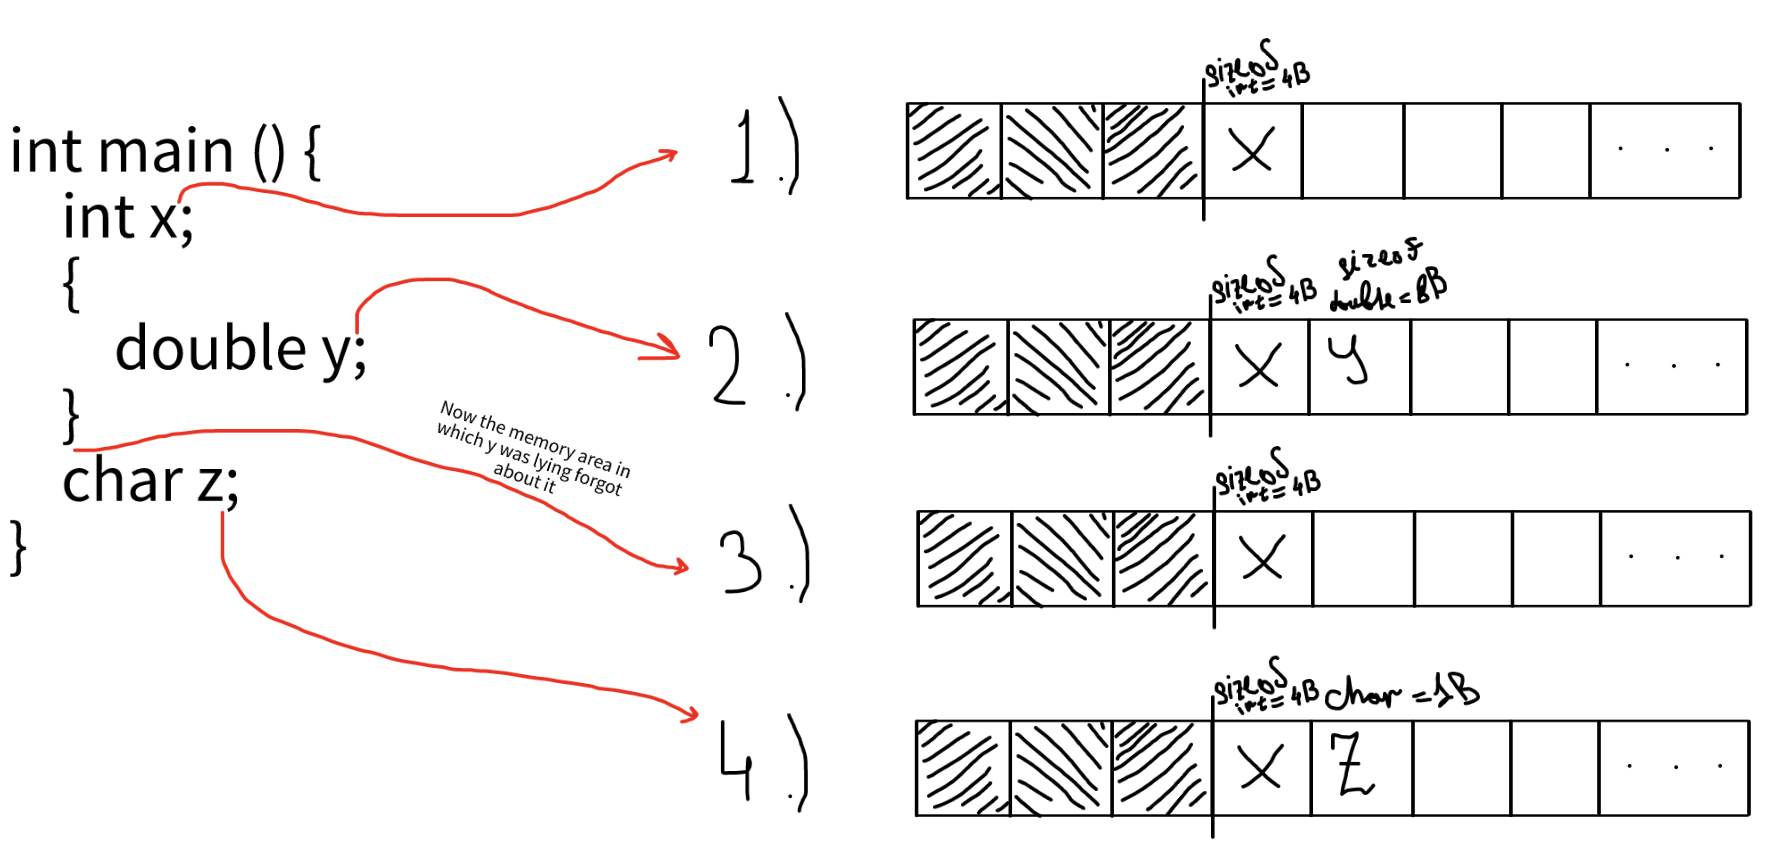 int main () {
int x;
{
double y;
}
char z;
}
Now the memory area in
which y was lying forgot
about it
1.)
sizeof
int = 4B
X
. . .
2.)
sizeof
int = 4B
sizeof
double = 8B
X y
. . .
3.)
sizeof
int = 4B
X
. . .
4.)
sizeof
int = 4B
char = 1B
X Z
. . .